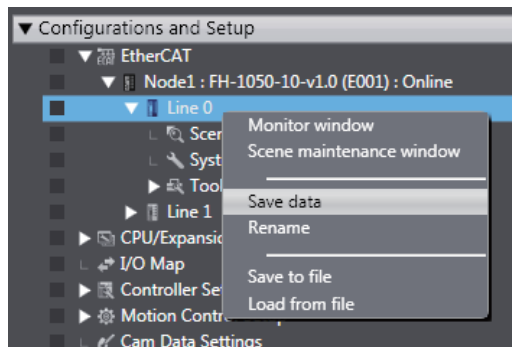 Configurations and Setup
EtherCAT
Node1 : FH-1050-10-v1.0 (E001) : Online
Line 0
Monitor window
Scene maintenance window
Save data
Rename
Save to file
Load from file
Line 1
I/O Map
Cam Data Settings